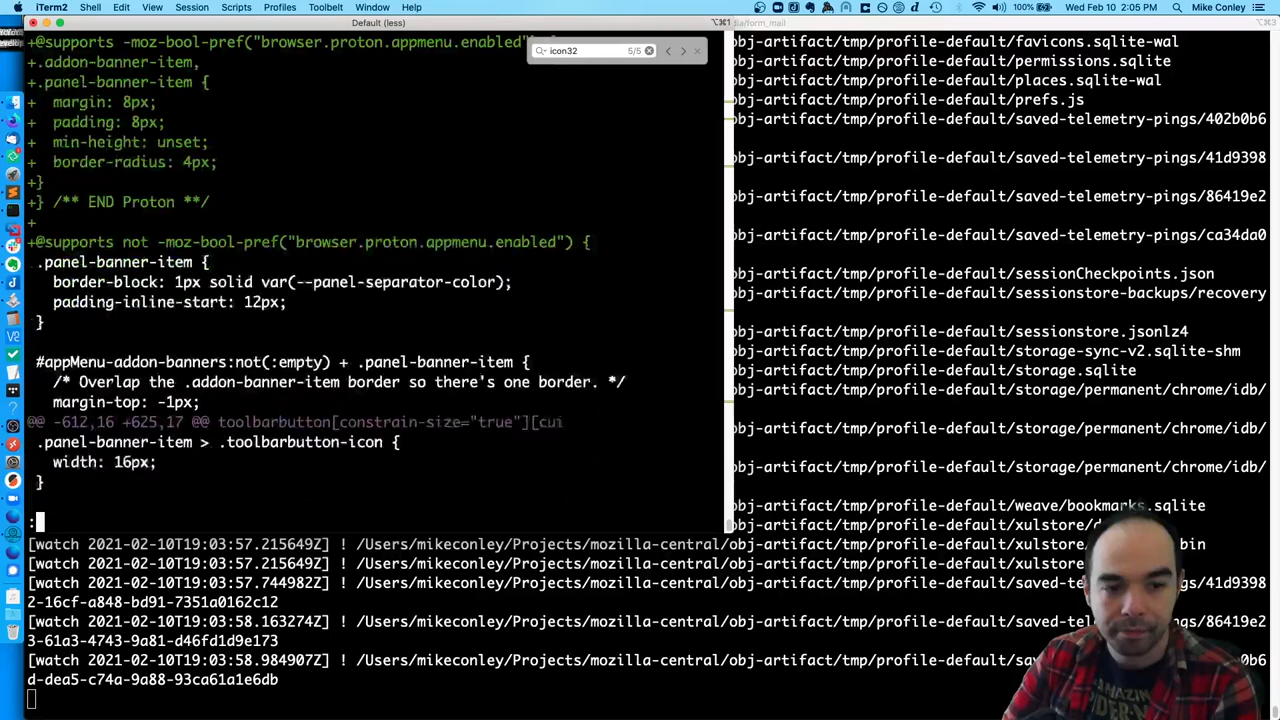 iTerm2 Shell Edit View Session Scripts Profiles Toolbelt Window Help
100% Wed Feb 10 2:05 PM Mike Conley
Default (less)
⌥⌘1
dia/form_mail
⌥⌘3
+@supports -moz-bool-pref("browser.proton.appmenu.enabled") {
icon32 5/5
+.addon-banner-item,
+.panel-banner-item {
+  margin: 8px;
+  padding: 8px;
+  min-height: unset;
+  border-radius: 4px;
+}
+} /** END Proton **/
+
+@supports not -moz-bool-pref("browser.proton.appmenu.enabled") {
.panel-banner-item {
border-block: 1px solid var(--panel-separator-color);
padding-inline-start: 12px;
}
#appMenu-addon-banners:not(:empty) + .panel-banner-item {
/* Overlap the .addon-banner-item border so there's one border. */
margin-top: -1px;
@@ -612,16 +625,17 @@ toolbarbutton[constrain-size="true"][cui
.panel-banner-item > .toolbarbutton-icon {
width: 16px;
}
:
obj-artifact/tmp/profile-default/favicons.sqlite-wal
obj-artifact/tmp/profile-default/permissions.sqlite
obj-artifact/tmp/profile-default/places.sqlite-wal
obj-artifact/tmp/profile-default/prefs.js
obj-artifact/tmp/profile-default/saved-telemetry-pings/402b0b6
obj-artifact/tmp/profile-default/saved-telemetry-pings/41d9398
obj-artifact/tmp/profile-default/saved-telemetry-pings/86419e2
obj-artifact/tmp/profile-default/saved-telemetry-pings/ca34da0
obj-artifact/tmp/profile-default/sessionCheckpoints.json
obj-artifact/tmp/profile-default/sessionstore-backups/recovery
obj-artifact/tmp/profile-default/sessionstore.jsonlz4
obj-artifact/tmp/profile-default/storage-sync-v2.sqlite-shm
obj-artifact/tmp/profile-default/storage.sqlite
obj-artifact/tmp/profile-default/storage/permanent/chrome/idb/
obj-artifact/tmp/profile-default/storage/permanent/chrome/idb/
obj-artifact/tmp/profile-default/storage/permanent/chrome/idb/
obj-artifact/tmp/profile-default/weave/bookmarks.sqlite
obj-artifact/tmp/profile-default/xulstore/
[watch 2021-02-10T19:03:57.215649Z] ! /Users/mikeconley/Projects/mozilla-central/obj-artifact/tmp/profile-default/xulstore/ bin
[watch 2021-02-10T19:03:57.215649Z] ! /Users/mikeconley/Projects/mozilla-central/obj-artifact/tmp/profile-default/xulstore
[watch 2021-02-10T19:03:57.744982Z] ! /Users/mikeconley/Projects/mozilla-central/obj-artifact/tmp/profile-default/saved- ings/41d9398
2-16cf-a848-bd91-7351a0162c12
[watch 2021-02-10T19:03:58.163274Z] ! /Users/mikeconley/Projects/mozilla-central/obj-artifact/tmp/profile-default/saved- ngs/86419e2
3-61a3-4743-9a81-d46fd1d9e173
[watch 2021-02-10T19:03:58.984907Z] ! /Users/mikeconley/Projects/mozilla-central/obj-artifact/tmp/profile-default/ 0b6
d-dea5-c74a-9a88-93ca61a1e6db
AMAZING